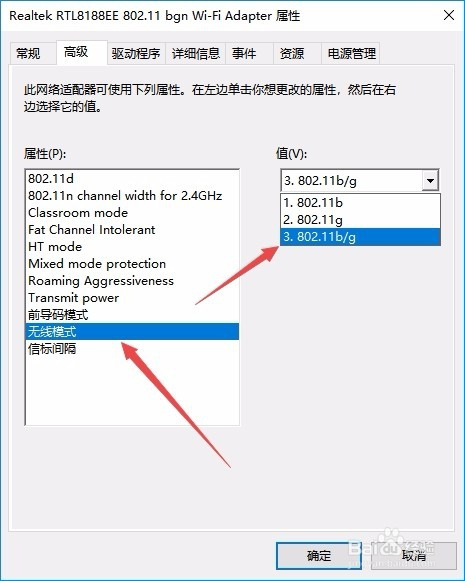 Realtek RTL8188EE 802.11 bgn Wi-Fi Adapter 属性
常规 高级 驱动程序 详细信息 事件 资源 电源管理
此网络适配器可使用下列属性。在左边单击你想更改的属性，然后在右
边选择它的值。
属性(P):
802.11d
802.11n channel width for 2.4GHz
Classroom mode
Fat Channel Intolerant
HT mode
Mixed mode protection
Roaming Aggressiveness
Transmit power
前导码模式
无线模式
信标间隔
值(V):
3. 802.11b/g
1. 802.11b
2. 802.11g
3. 802.11b/g
确定 取消
Baidu 经验